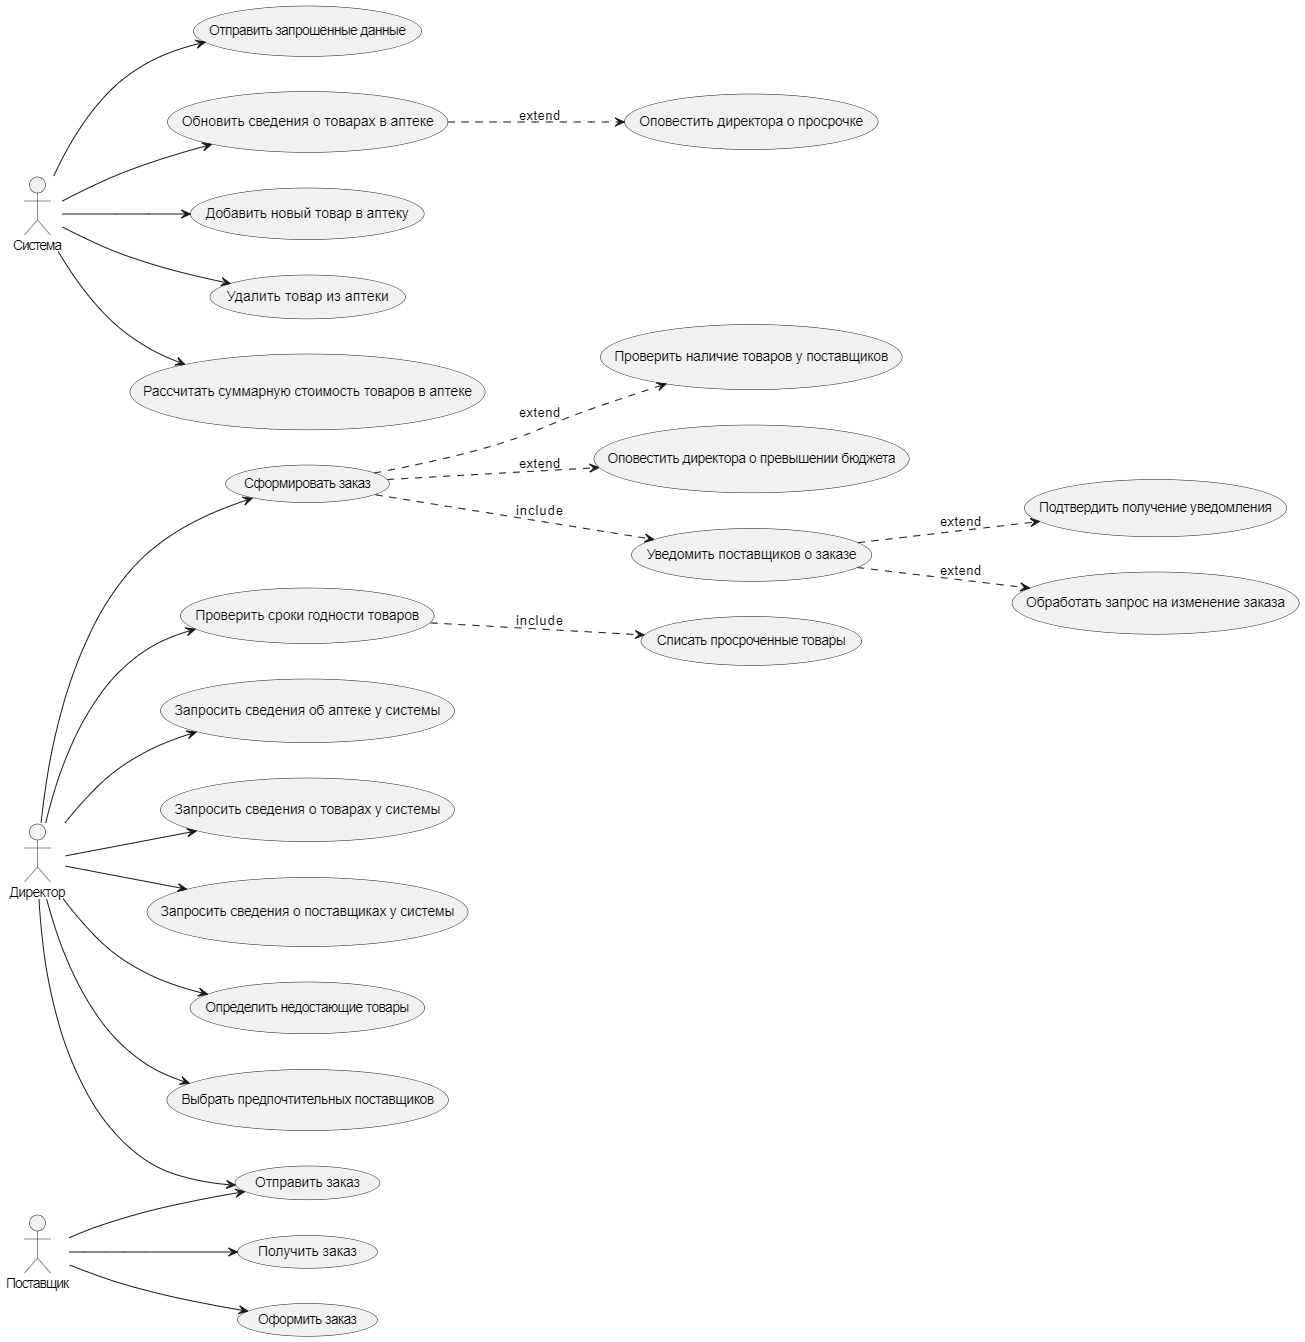 Отправить запрошенные данные
Обновить сведения о товарах в аптеке
extend
Оповестить директора о просрочке
Добавить новый товар в аптеку
Система
Удалить товар из аптеки
Проверить наличие товаров у поставщиков
Рассчитать суммарную стоимость товаров в аптеке
extend
Оповестить директора о превышении бюджета
extend
Сформировать заказ
include
Подтвердить получение уведомления
extend
Уведомить поставщиков о заказе
extend
Обработать запрос на изменение заказа
Проверить сроки годности товаров
include
Списать просроченные товары
Запросить сведения об аптеке у системы
Запросить сведения о товарах у системы
Директор
Запросить сведения о поставщиках у системы
Определить недостающие товары
Выбрать предпочтительных поставщиков
Отправить заказ
Получить заказ
Поставщик
Оформить заказ